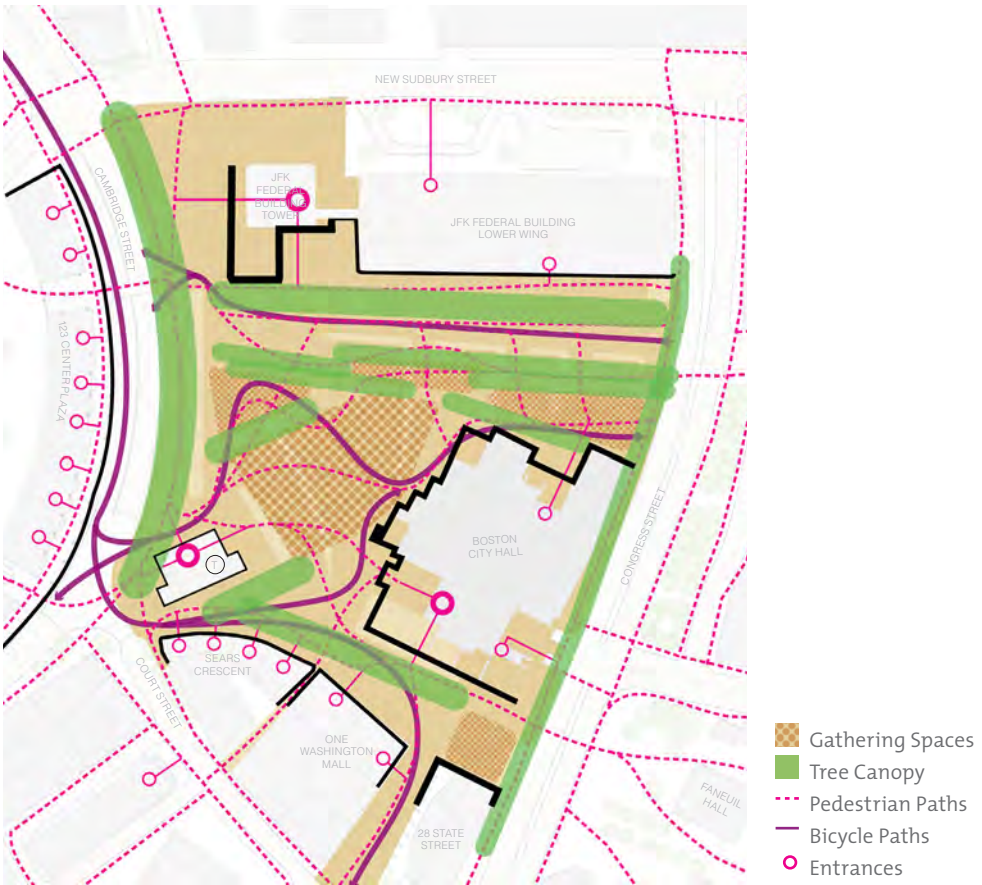 NEW SUDBURY STREET
CAMBRIDGE STREET
JFK
FEDERAL
BUILDING
TOWER
JFK FEDERAL BUILDING
LOWER WING
123 CENTER PLAZA
BOSTON
CITY HALL
CONGRESS STREET
T
SEARS
CRESCENT
COURT STREET
ONE
WASHINGTON
MALL
28 STATE
STREET
FANEUIL
HALL
Gathering Spaces
Tree Canopy
Pedestrian Paths
Bicycle Paths
Entrances